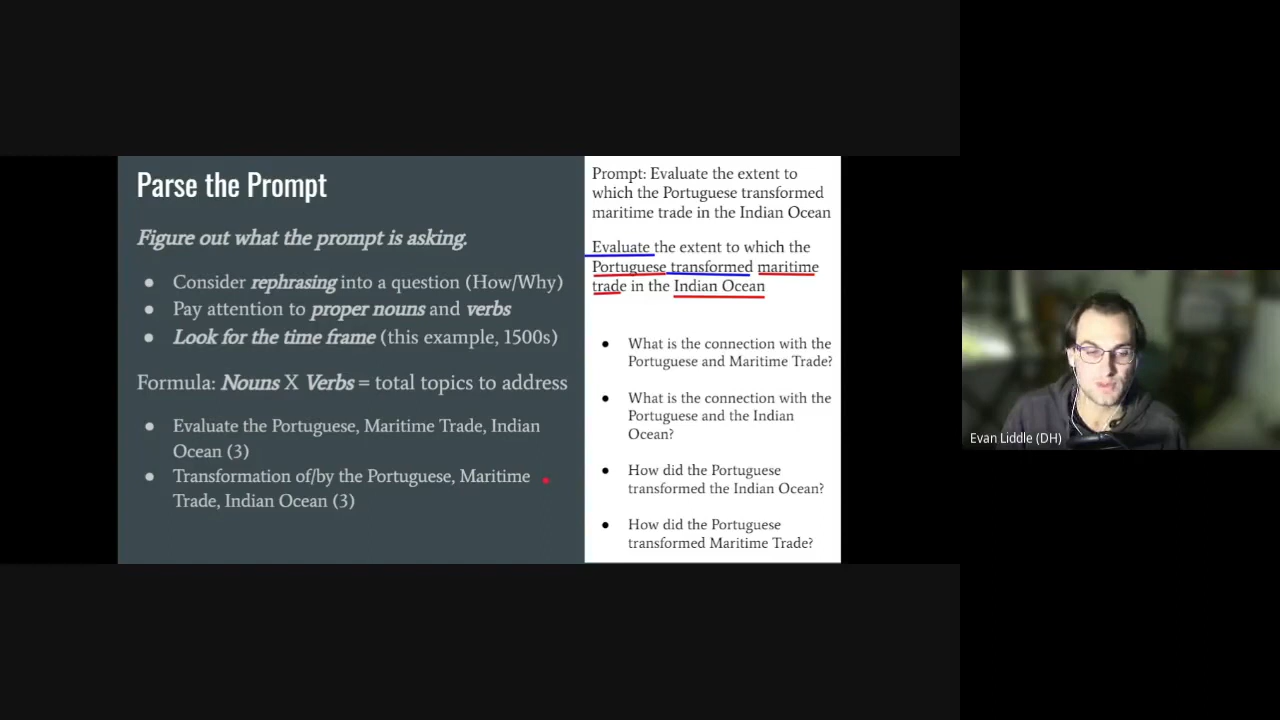 Parse the Prompt
Figure out what the prompt is asking.
● Consider rephrasing into a question (How/Why)
● Pay attention to proper nouns and verbs
● Look for the time frame (this example, 1500s)
Formula: Nouns X Verbs = total topics to address
● Evaluate the Portuguese, Maritime Trade, Indian
Ocean (3)
● Transformation of/by the Portuguese, Maritime
Trade, Indian Ocean (3)
Prompt: Evaluate the extent to
which the Portuguese transformed
maritime trade in the Indian Ocean
Evaluate the extent to which the
Portuguese transformed maritime
trade in the Indian Ocean
● What is the connection with the
Portuguese and Maritime Trade?
● What is the connection with the
Portuguese and the Indian
Ocean?
● How did the Portuguese
transformed the Indian Ocean?
● How did the Portuguese
transformed Maritime Trade?
Evan Liddle (DH)